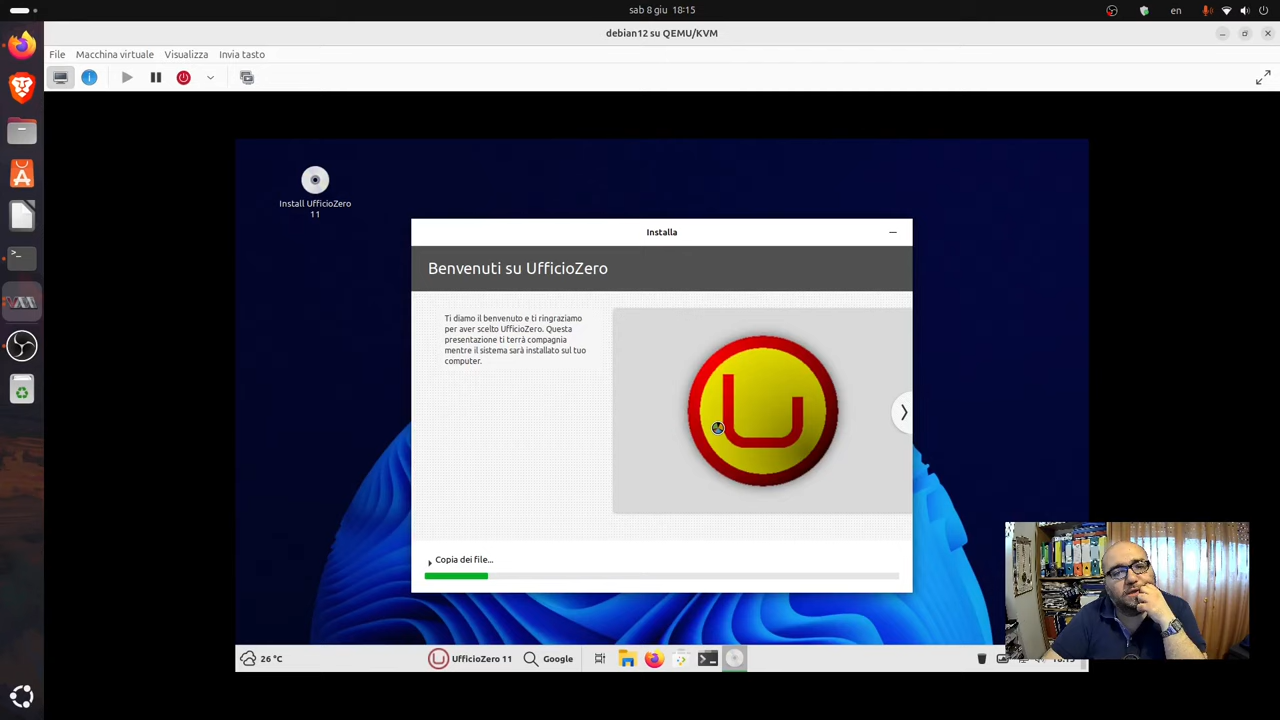 sab 8 giu 18:15
en
debian12 su QEMU/KVM
File Macchina virtuale Visualizza Invia tasto
Install UfficioZero
11
Installa
Benvenuti su UfficioZero
Ti diamo il benvenuto e ti ringraziamo
per aver scelto UfficioZero. Questa
presentazione ti terrà compagnia
mentre il sistema sarà installato sul tuo
computer.
Copia dei file...
26 °C
UfficioZero 11
Google